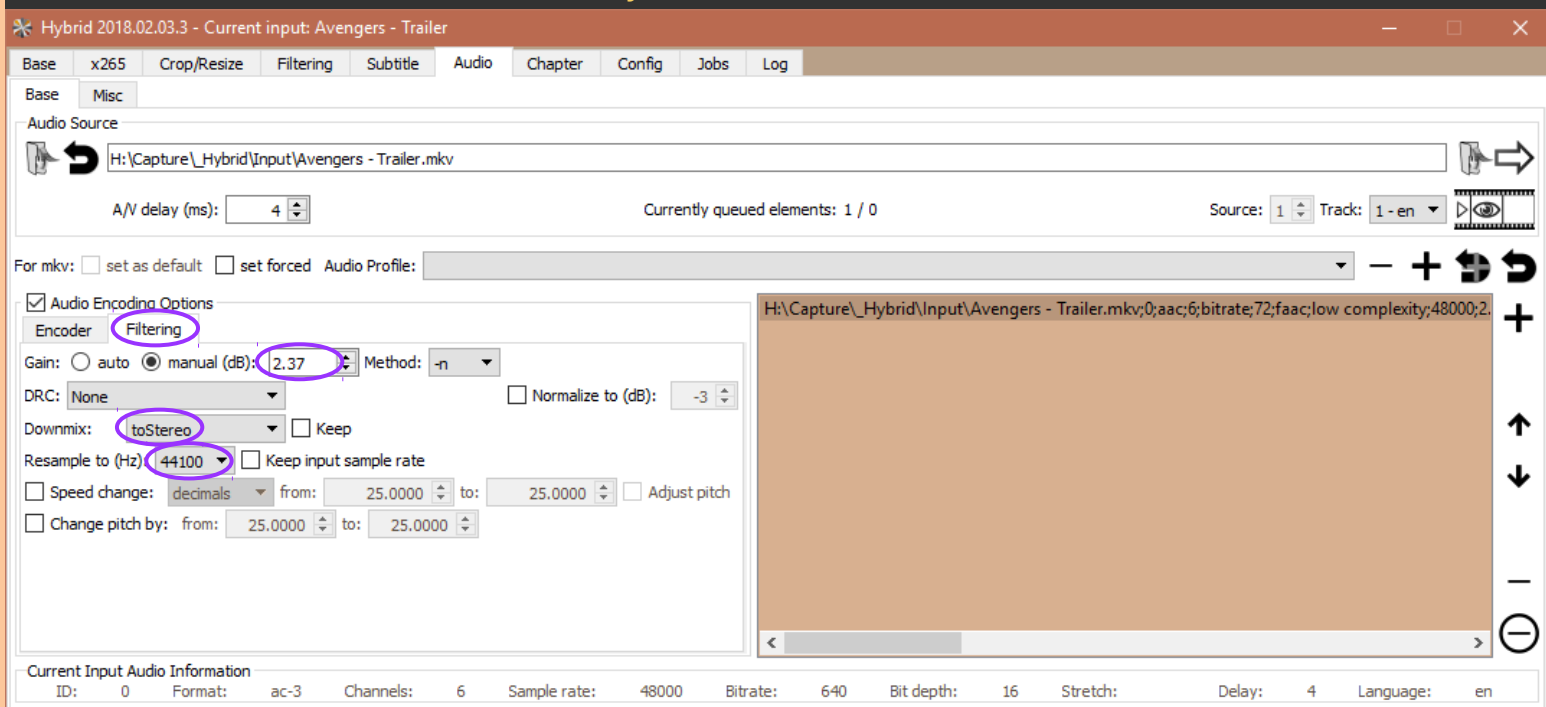 Hybrid 2018.02.03.3 - Current input: Avengers - Trailer
Base x265 Crop/Resize Filtering Subtitle Audio Chapter Config Jobs Log
Base Misc
Audio Source
H:\Capture\_Hybrid\Input\Avengers - Trailer.mkv
A/V delay (ms): 4 Currently queued elements: 1 / 0 Source: 1 Track: 1 - en
For mkv: set as default set forced Audio Profile:
Audio Encoding Options
Encoder Filtering
H:\Capture\_Hybrid\Input\Avengers - Trailer.mkv;0;aac;6;bitrate;72;faac;low complexity;48000;2.
Gain: auto manual (dB): 2.37 Method: -n
DRC: None Normalize to (dB): -3
Downmix: toStereo Keep
Resample to (Hz) 44100 Keep input sample rate
Speed change: decimals from: 25.0000 to: 25.0000 Adjust pitch
Change pitch by: from: 25.0000 to: 25.0000
Current Input Audio Information
ID: 0 Format: ac-3 Channels: 6 Sample rate: 48000 Bitrate: 640 Bit depth: 16 Stretch: Delay: 4 Language: en